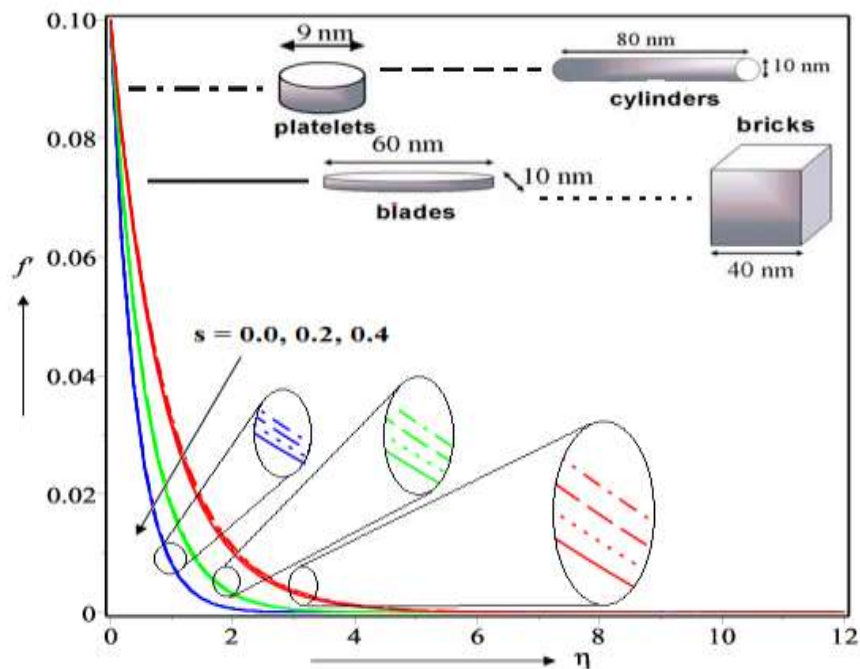 0.10
9 nm
80 nm
10 nm
cylinders
platelets
bricks
0.08
60 nm
10 nm
blades
40 nm
0.06
f'
s = 0.0, 0.2, 0.4
0.04
0.02
0
0 2 4 6 8 10 12
η